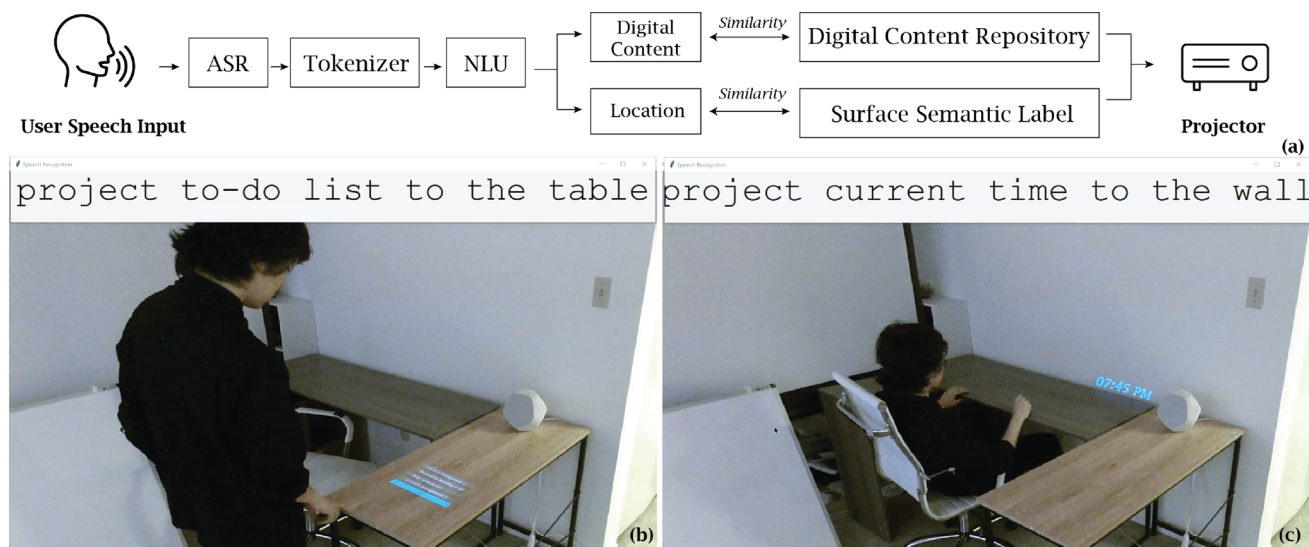 Digital
Content
Similarity
Digital Content Repository
ASR
Tokenizer
NLU
Location
Similarity
Surface Semantic Label
User Speech Input
Projector
(a)
Speech Recognition
project to-do list to the table
Speech Recognition
project current time to the wall
07:45 PM
(b)
(c)